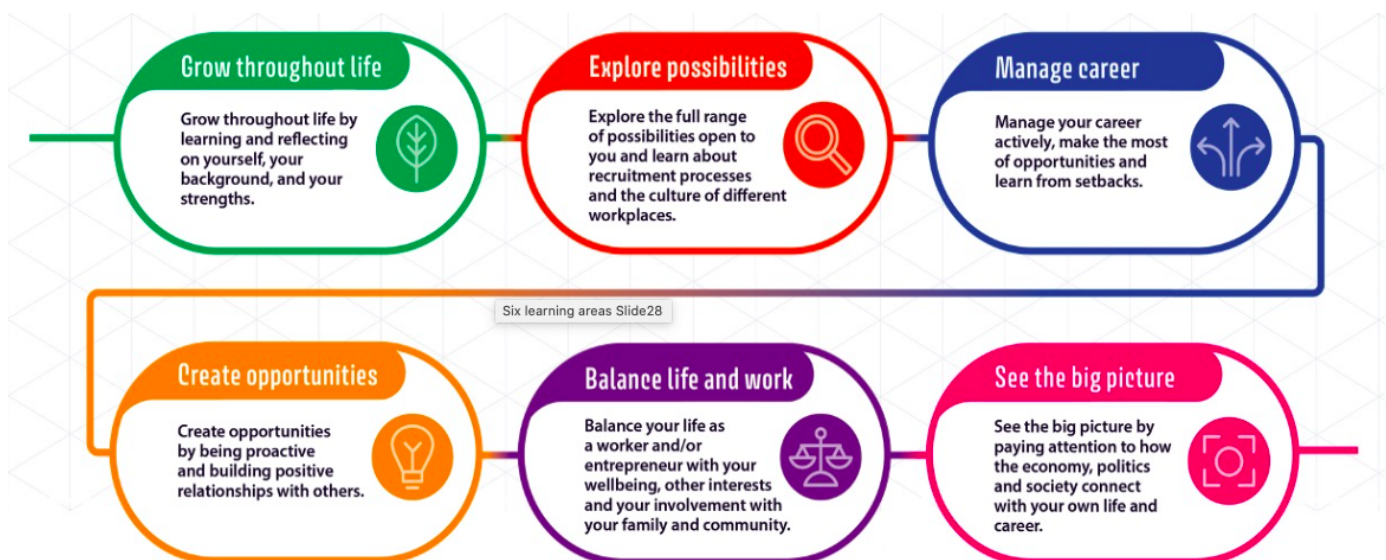 Grow throughout life
Grow throughout life by
learning and reflecting
on yourself, your
background, and your
strengths.
Explore possibilities
Explore the full range
of possibilities open to
you and learn about
recruitment processes
and the culture of different
workplaces.
Manage career
Manage your career
actively, make the most
of opportunities and
learn from setbacks.
Six learning areas Slide28
Create opportunities
Create opportunities
by being proactive
and building positive
relationships with others.
Balance life and work
Balance your life as
a worker and/or
entrepreneur with your
wellbeing, other interests
and your involvement with
your family and community.
See the big picture
See the big picture by
paying attention to how
the economy, politics
and society connect
with your own life and
career.